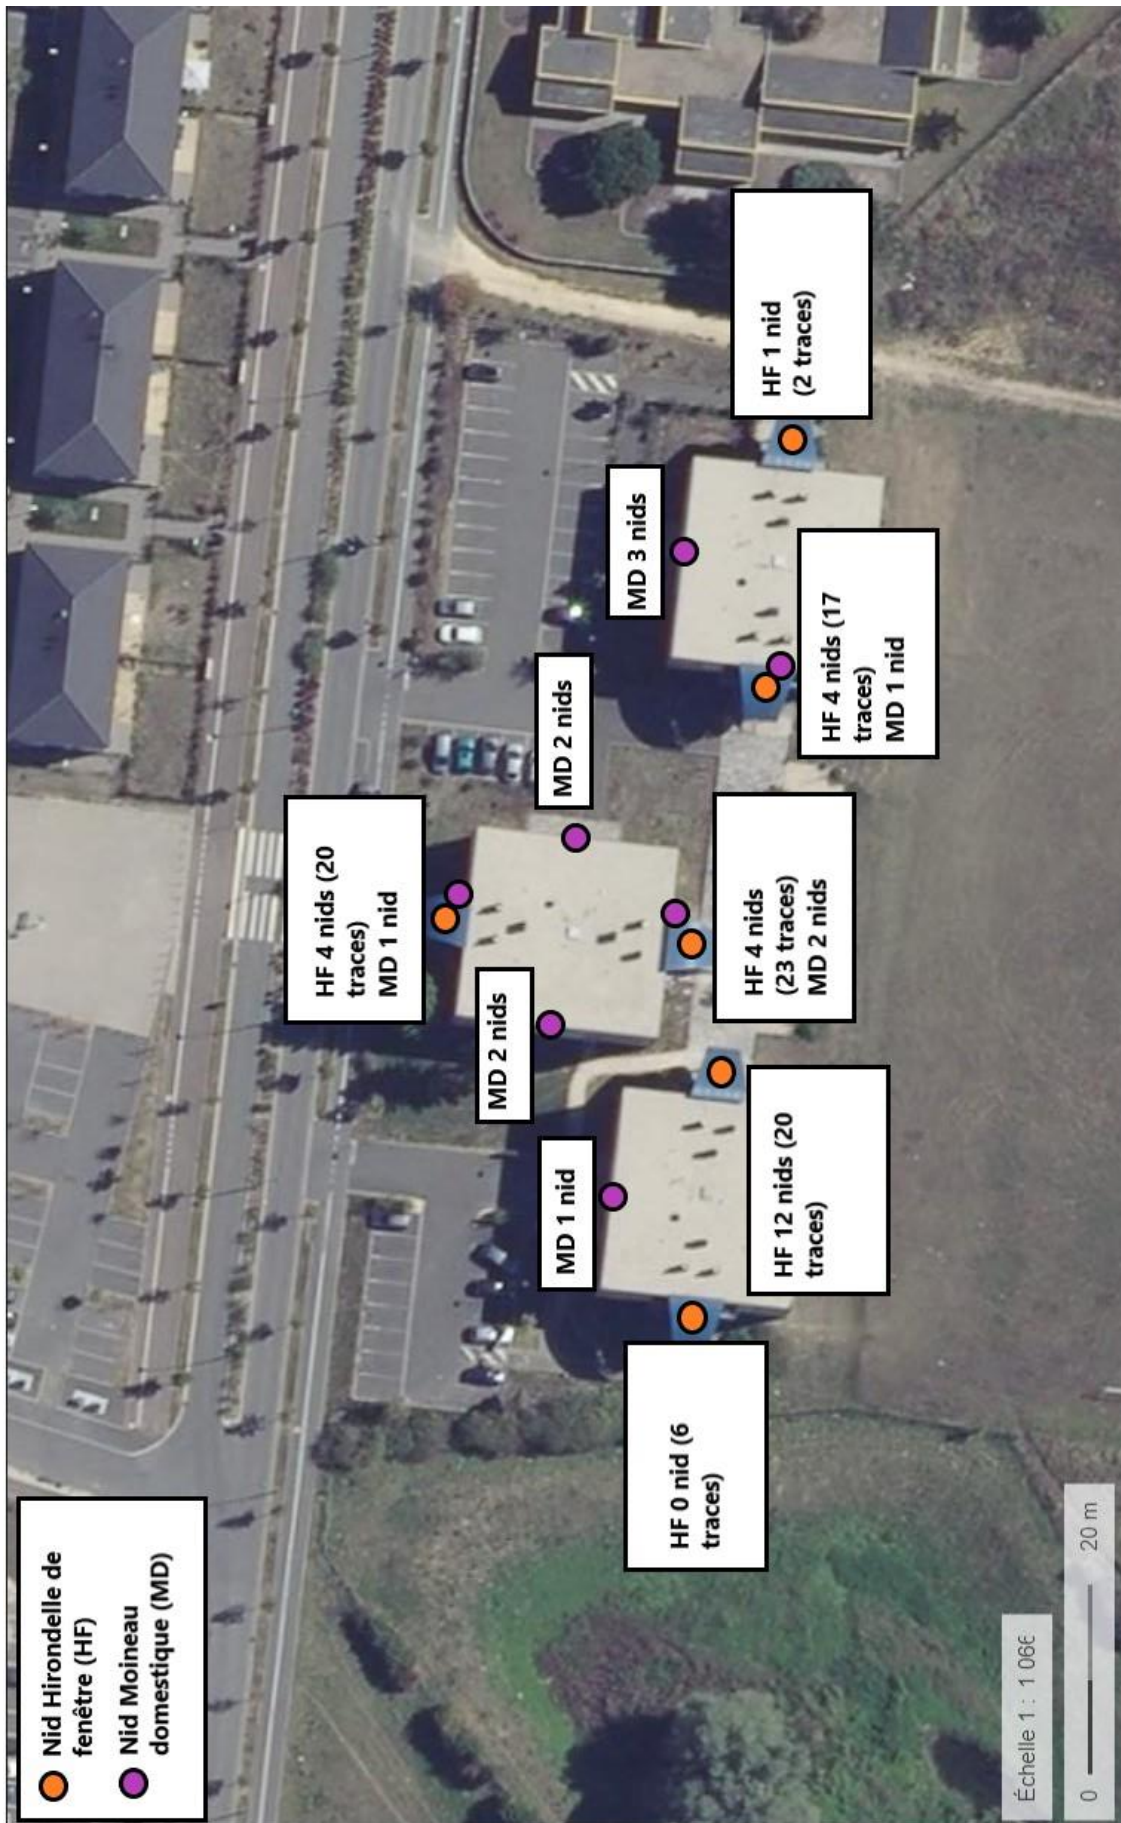 Nid Hirondelle de
fenêtre (HF)
Nid Moineau
domestique (MD)
HF 4 nids (20
traces)
MD 1 nid
MD 2 nids
MD 2 nids
MD 1 nid
MD 3 nids
HF 0 nid (6
traces)
HF 12 nids (20
traces)
HF 4 nids
(23 traces)
MD 2 nids
HF 4 nids (17
traces)
MD 1 nid
HF 1 nid
(2 traces)
Échelle 1 : 1 066
0 20 m